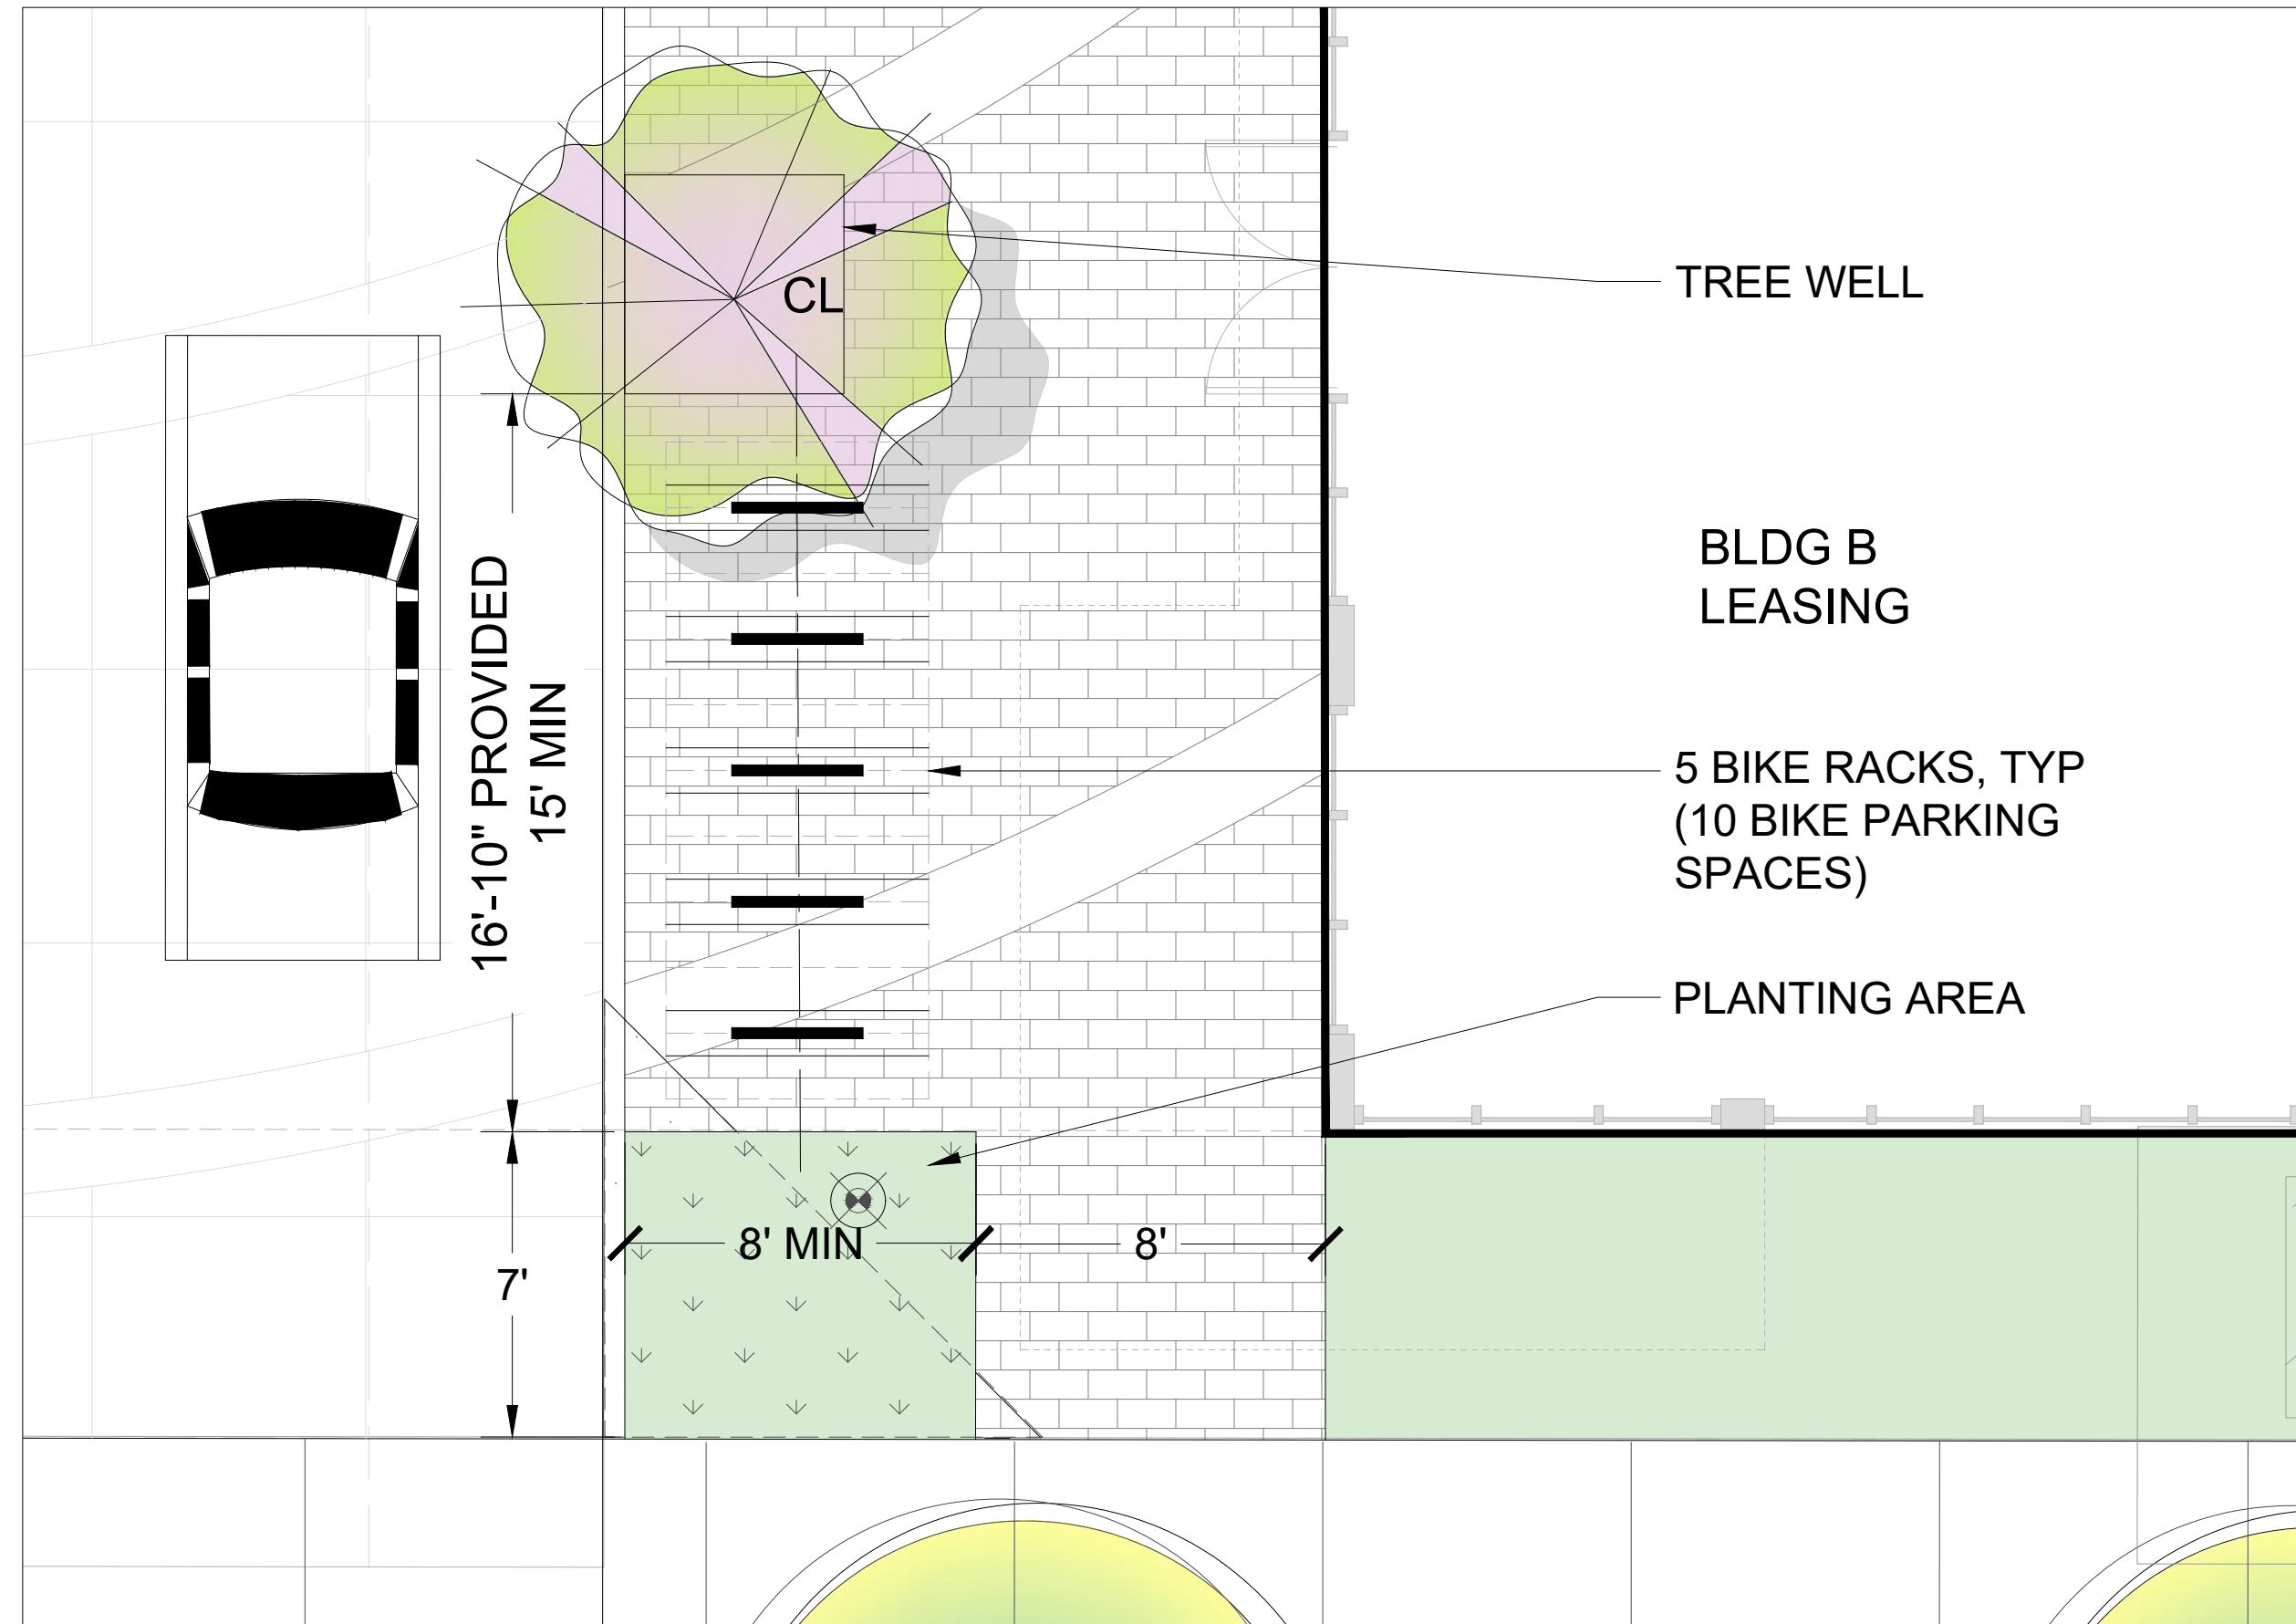 CL
TREE WELL
BLDG B
LEASING
16'-10" PROVIDED
15' MIN
5 BIKE RACKS, TYP
(10 BIKE PARKING
SPACES)
PLANTING AREA
8' MIN
8'
7'